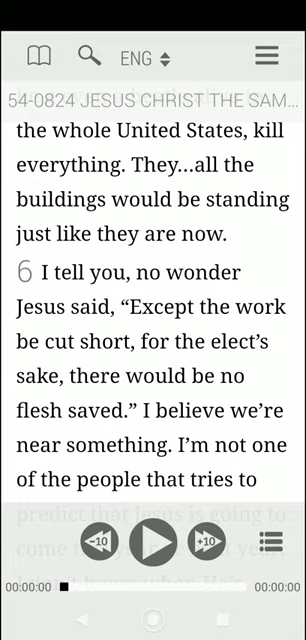 ENG
54-0824 JESUS CHRIST THE SAM...
the whole United States, kill
everything. They...all the
buildings would be standing
just like they are now.
6 I tell you, no wonder
Jesus said, “Except the work
be cut short, for the elect’s
sake, there would be no
flesh saved.” I believe we’re
near something. I’m not one
of the people that tries to
predict that Jesus is going to
-10
+10
00:00:00
00:00:00